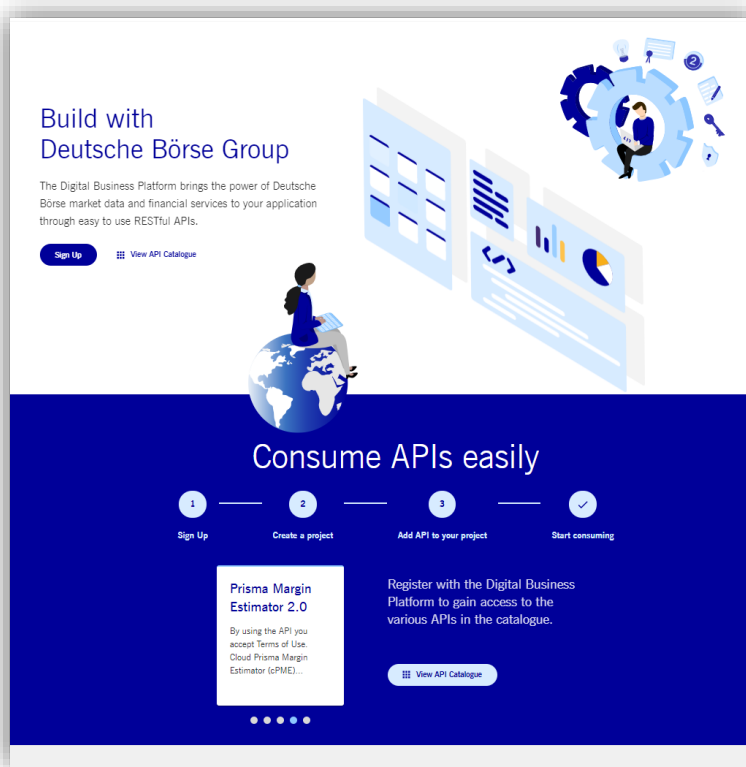 Build with
Deutsche Börse Group
The Digital Business Platform brings the power of Deutsche
Börse market data and financial services to your application
through easy to use RESTful APIs.
Sign Up
View API Catalogue
2
</>
Consume APIs easily
1
2
3
Sign Up
Create a project
Add API to your project
Start consuming
Prisma Margin
Estimator 2.0
By using the API you
accept Terms of Use.
Cloud Prisma Margin
Estimator (cPME)...
Register with the Digital Business
Platform to gain access to the
various APIs in the catalogue.
View API Catalogue